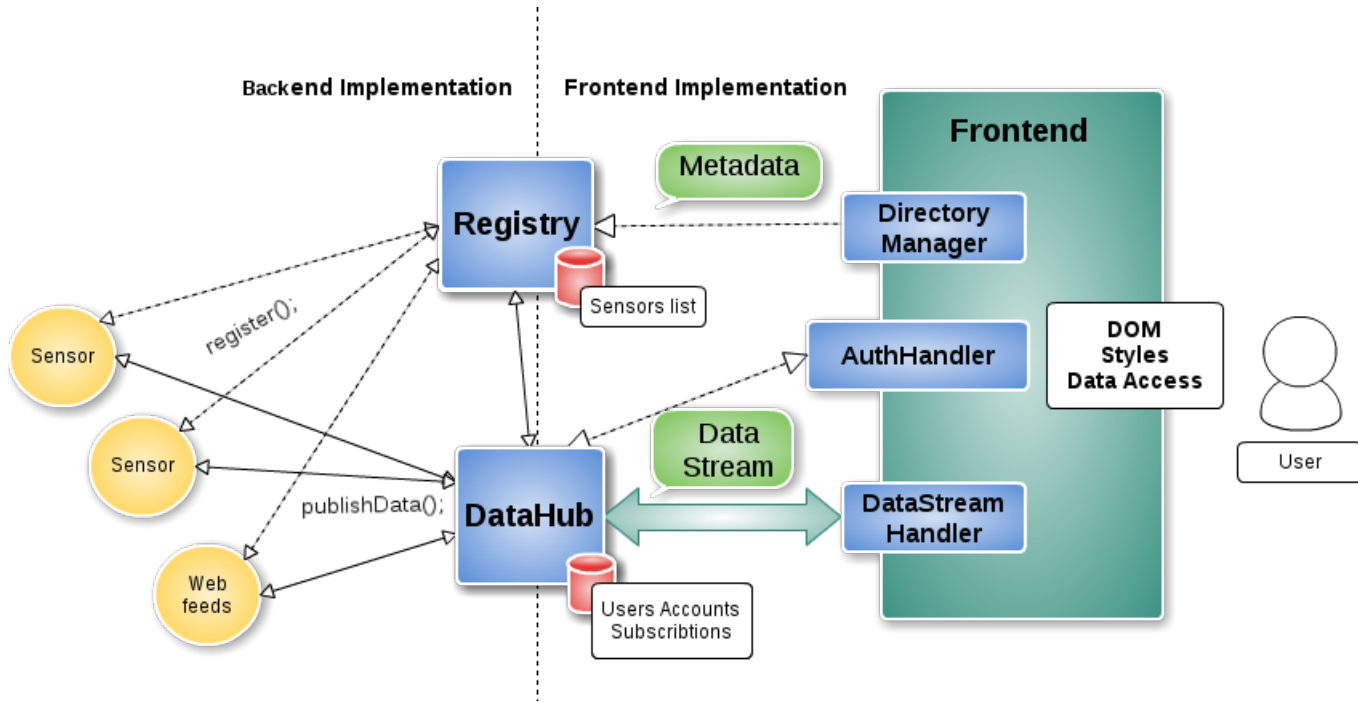 Backend Implementation
Frontend Implementation
Frontend
Metadata
Registry
Directory
Manager
Sensors list
register();
Sensor
AuthHandler
DOM
Styles
Data Access
Sensor
Data
Stream
User
publishData();
DataHub
DataStream
Handler
Web
feeds
Users Accounts
Subscribtions